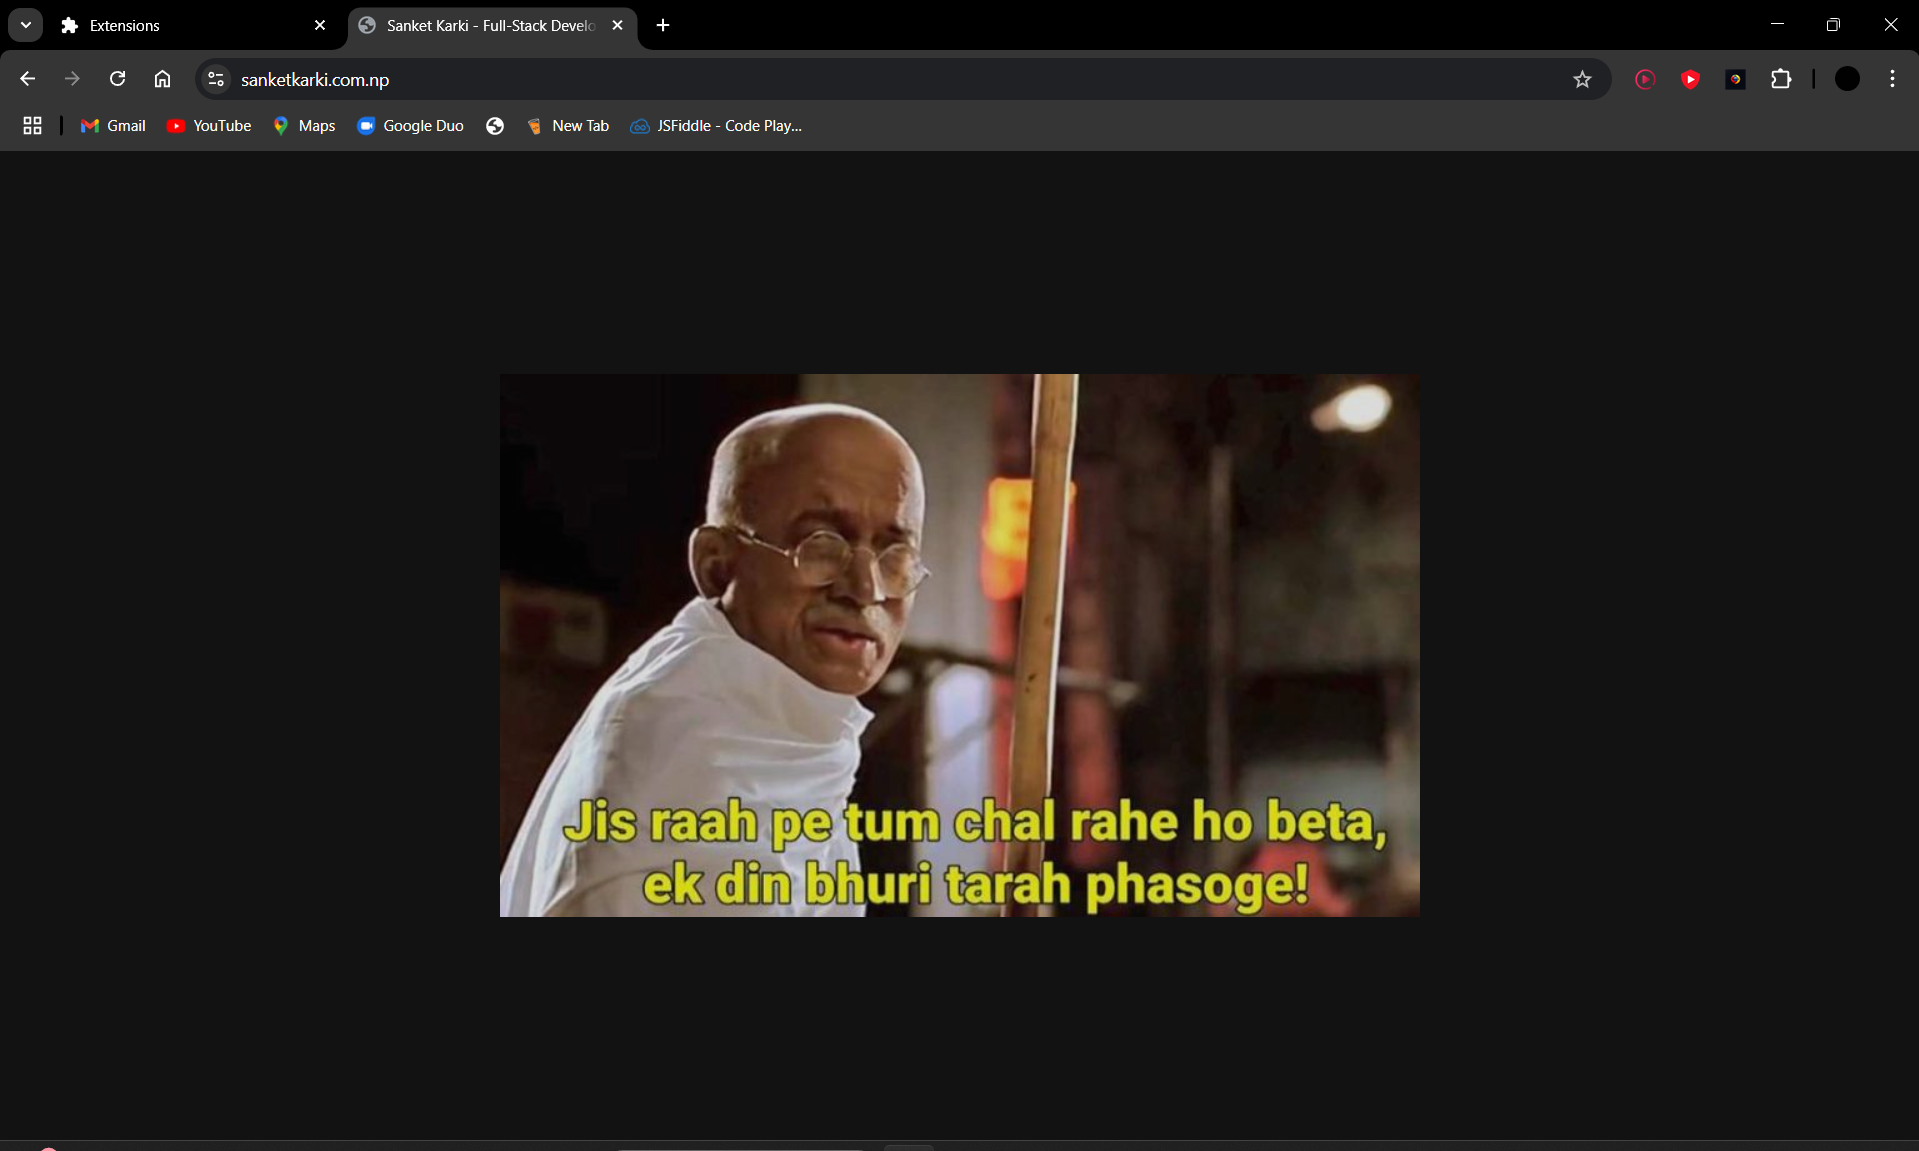 Extensions
Sanket Karki - Full-Stack Develo
sanketkarki.com.np
Gmail
YouTube
Maps
Google Duo
New Tab
JSFiddle - Code Play...
Jis raah pe tum chal rahe ho beta,
ek din bhuri tarah phasoge!